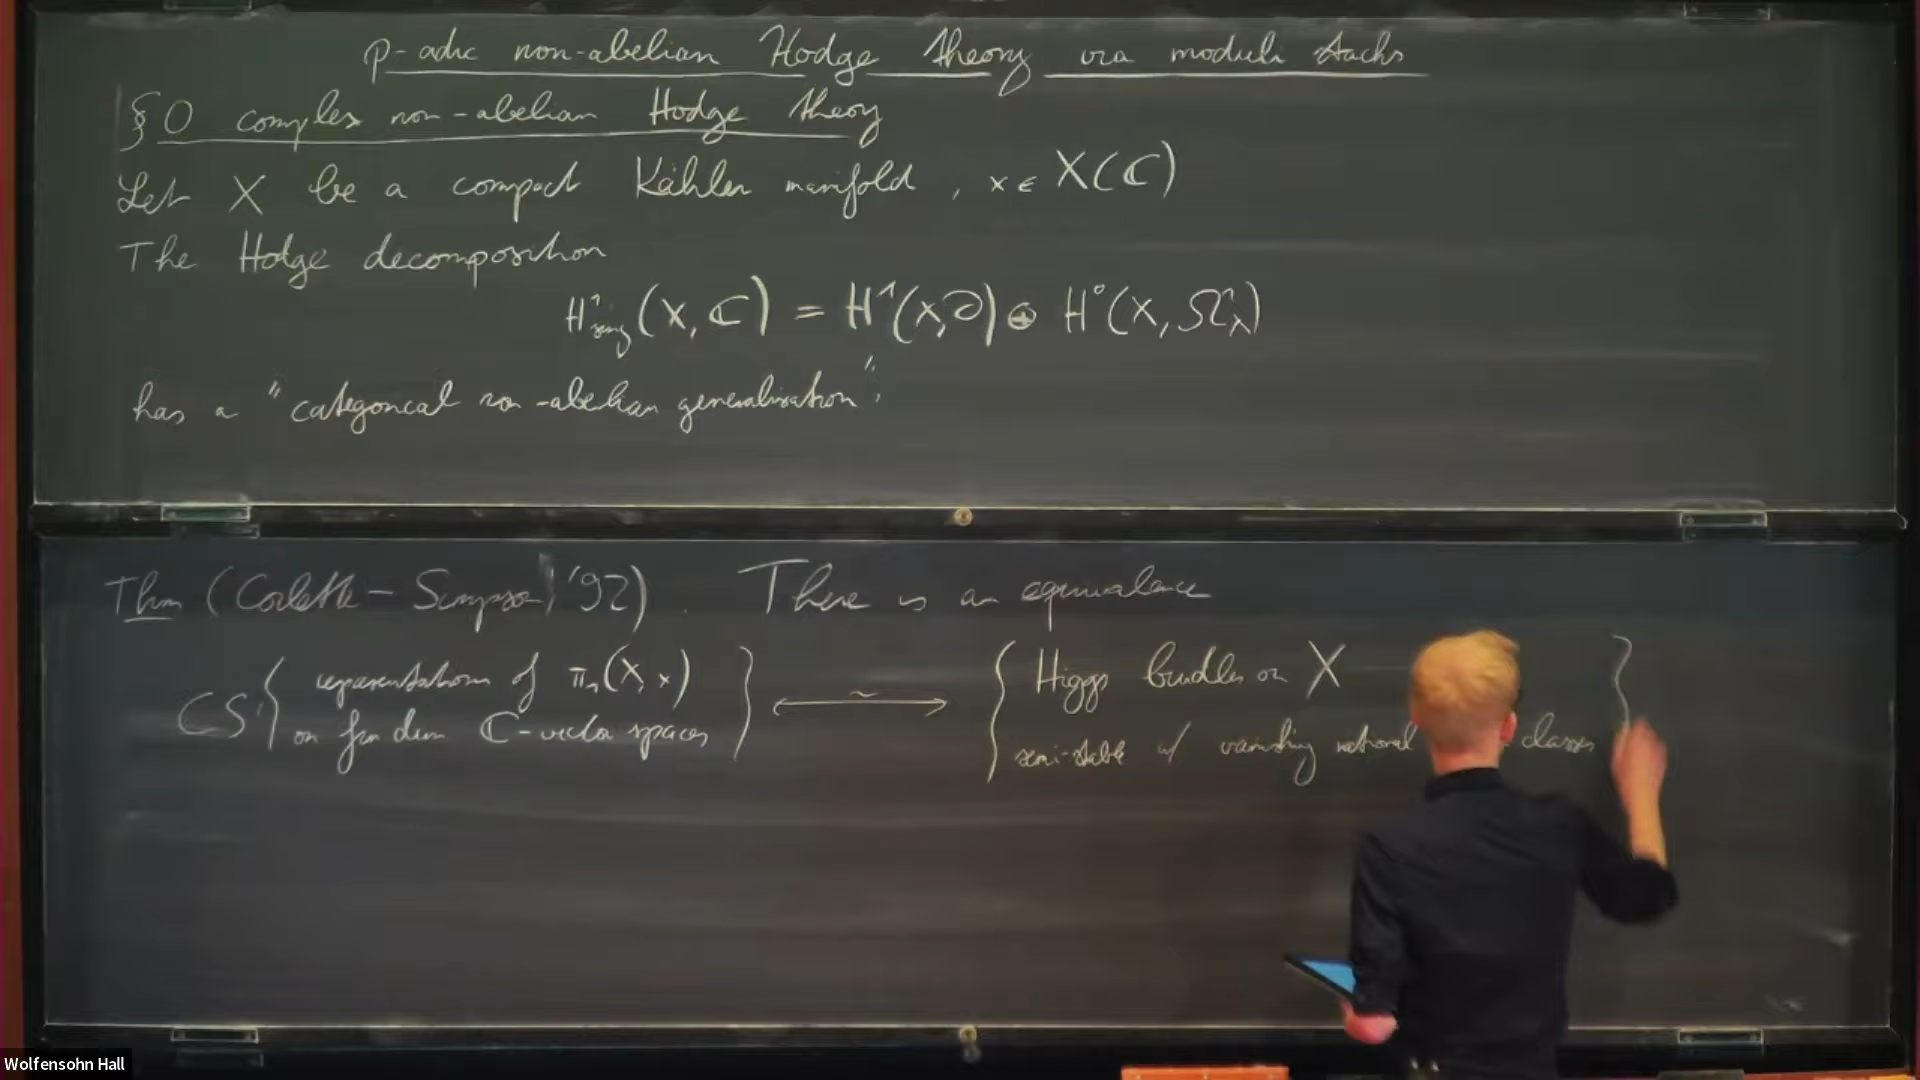 p-adic non-abelian Hodge theory via moduli stacks
§0 complex non-abelian Hodge theory
Let X be a compact Kähler manifold, x ∈ X(ℂ)
The Hodge decomposition
H¹sing(X, ℂ) = H¹(X, O) ⊕ H⁰(X, Ω¹X)
has a "categorical non-abelian generalisation":
Thm (Corlette-Simpson, '92). There is an equivalence
CS: { representations of π₁(X, x) on fin dim ℂ-vector spaces } ⟷~ { Higgs bundles on X semi-stable w/ vanishing rational classes }
Wolfensohn Hall